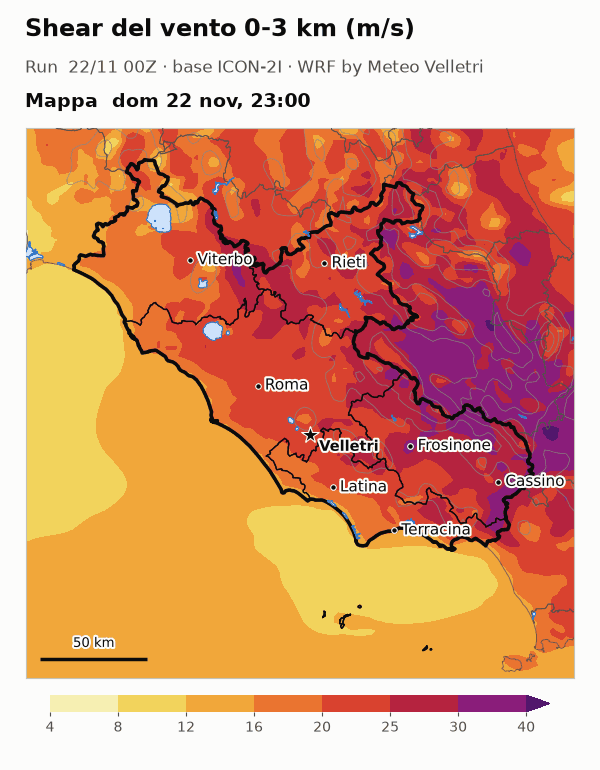 Shear del vento 0-3 km (m/s)
Run  22/11 00Z · base ICON-2I · WRF by Meteo Velletri
Mappa  dom 22 nov, 23:00
Viterbo
Rieti
Roma
Velletri
Frosinone
Cassino
Latina
Terracina
50 km
4 8 12 16 20 25 30 40